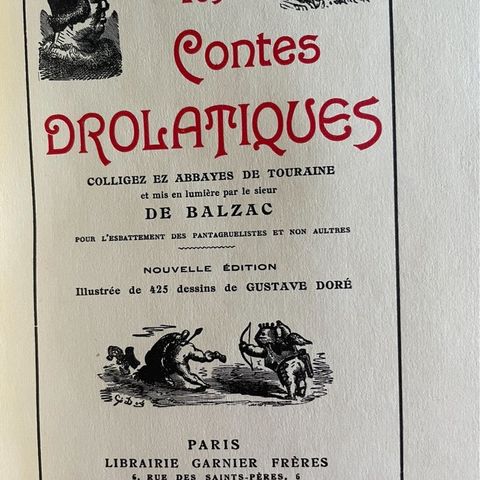 Les
Contes
DROLATIQUES
COLLIGEZ EZ ABBAYES DE TOURAINE
et mis en lumière par le sieur
DE BALZAC
POUR L'ESBATTEMENT DES PANTAGRUELISTES ET NON AULTRES
NOUVELLE ÉDITION
Illustrée de 425 dessins de GUSTAVE DORÉ
G. Doré
PARIS
LIBRAIRIE GARNIER FRÈRES
6, RUE DES SAINTS-PÈRES, 6